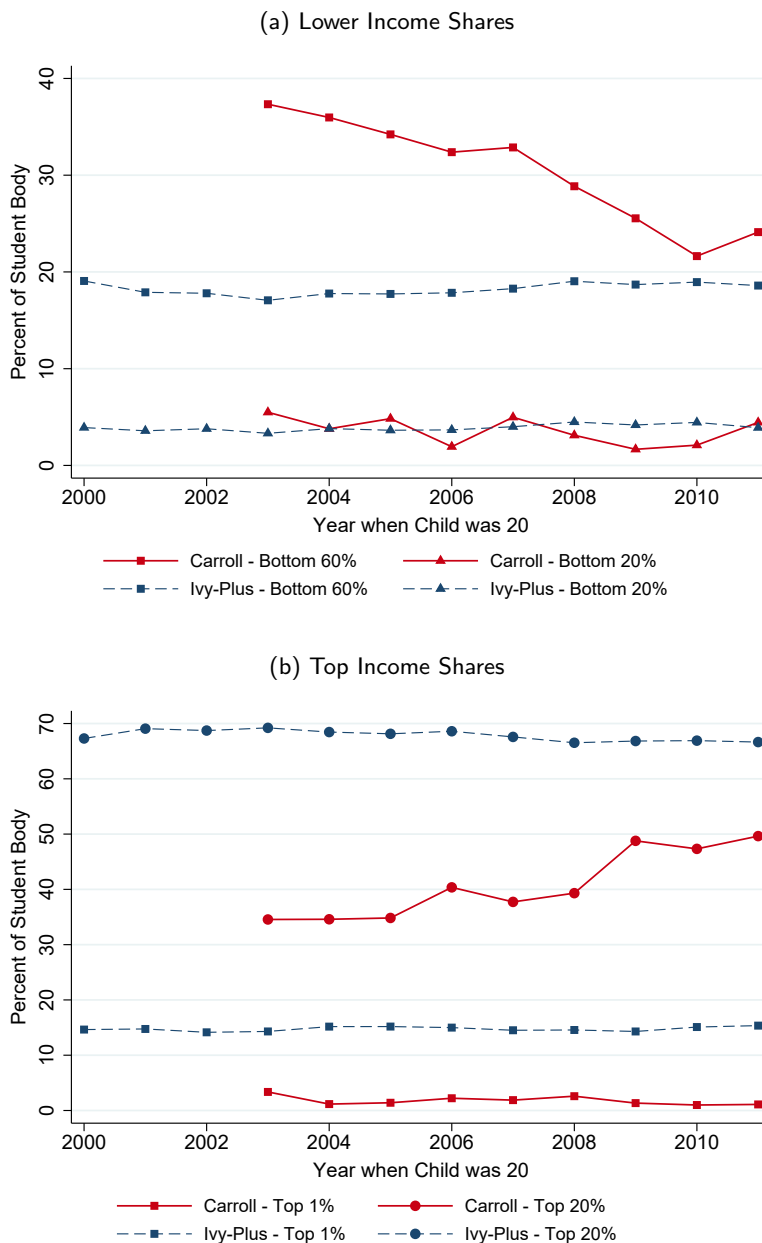 (a) Lower Income Shares
40
30
20
10
0
Percent of Student Body
2000 2002 2004 2006 2008 2010
Year when Child was 20
Carroll - Bottom 60% Carroll - Bottom 20%
Ivy-Plus - Bottom 60% Ivy-Plus - Bottom 20%
(b) Top Income Shares
70
60
50
40
30
20
10
0
Percent of Student Body
2000 2002 2004 2006 2008 2010
Year when Child was 20
Carroll - Top 1% Carroll - Top 20%
Ivy-Plus - Top 1% Ivy-Plus - Top 20%